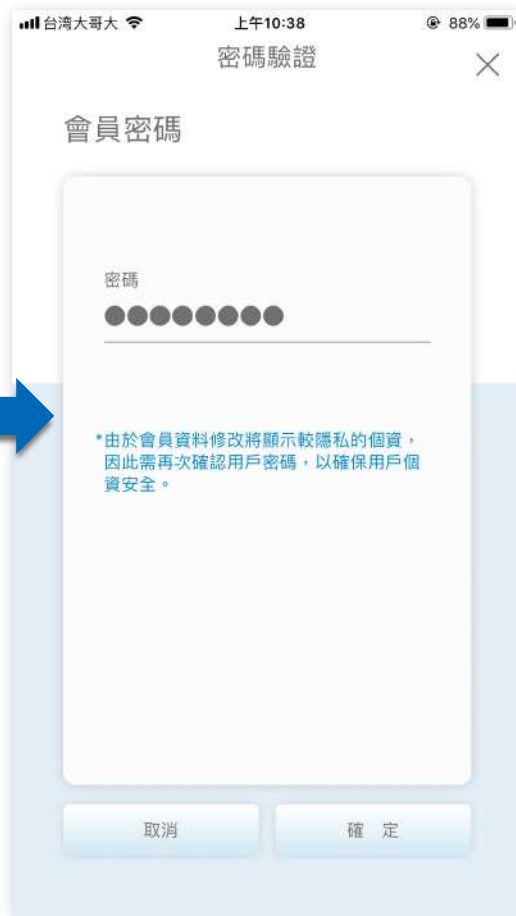 台湾大哥大 上午10:38 88%
密碼驗證
會員密碼
密碼
●●●●●●●●
*由於會員資料修改將顯示較隱私的個資，
因此需再次確認用戶密碼，以確保用戶個
資安全。
取消 確 定